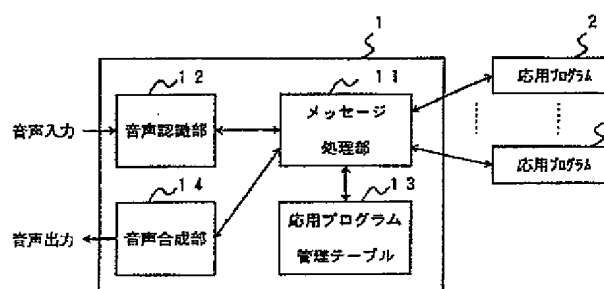 1
2
12
11
応用プログラム
音声入力
音声認識部
メッセージ
処理部
応用プログラム
14
13
音声出力
音声合成部
応用プログラム
管理テーブル